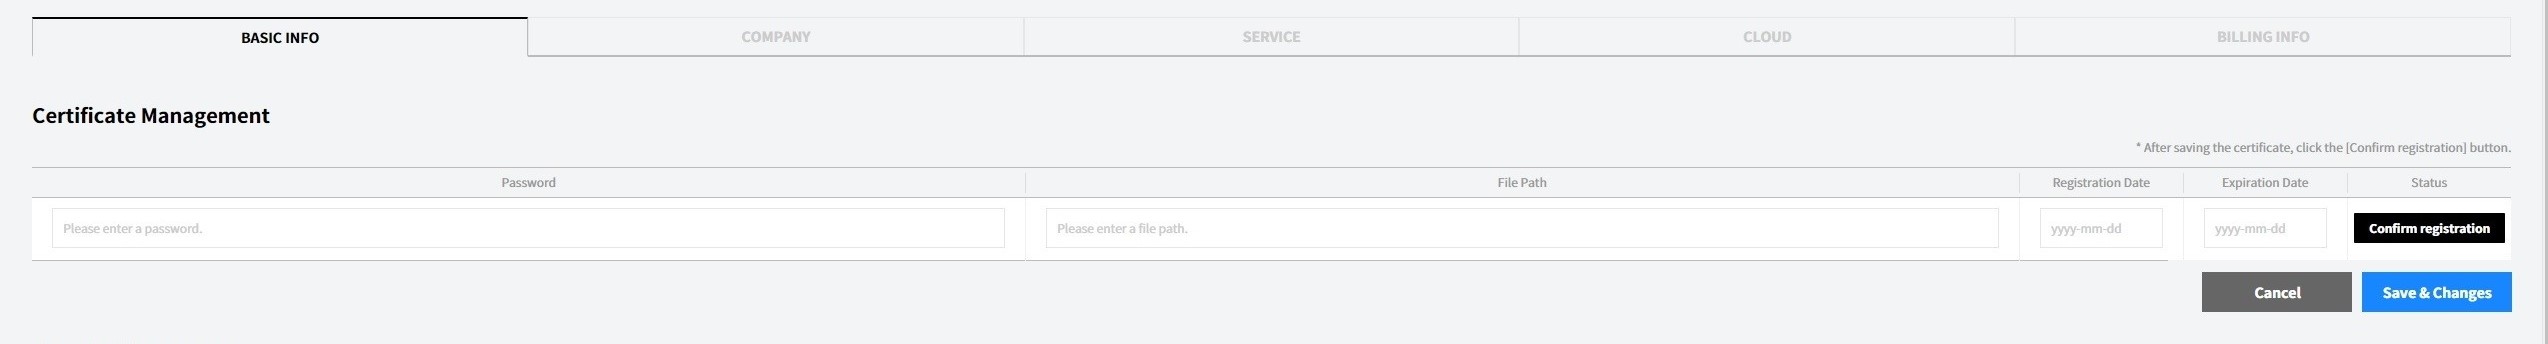 BASIC INFO COMPANY SERVICE CLOUD BILLING INFO
Certificate Management
* After saving the certificate, click the [Confirm registration] button.
Password File Path Registration Date Expiration Date Status
Please enter a password. Please enter a file path. yyyy-mm-dd yyyy-mm-dd Confirm registration
Cancel Save & Changes